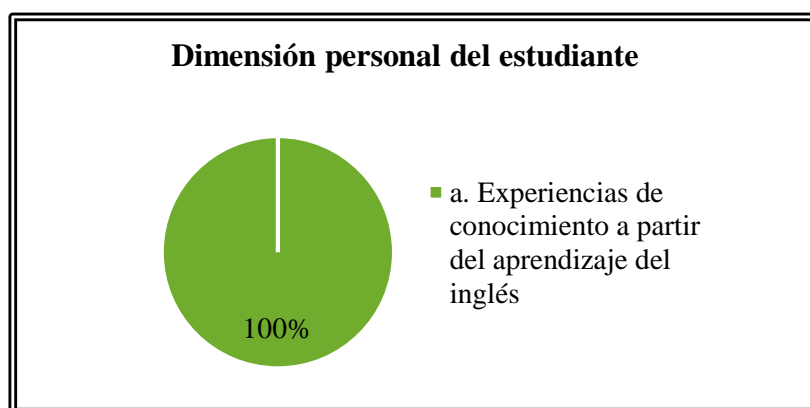 Dimensión personal del estudiante
a. Experiencias de
conocimiento a partir
del aprendizaje del
inglés
100%